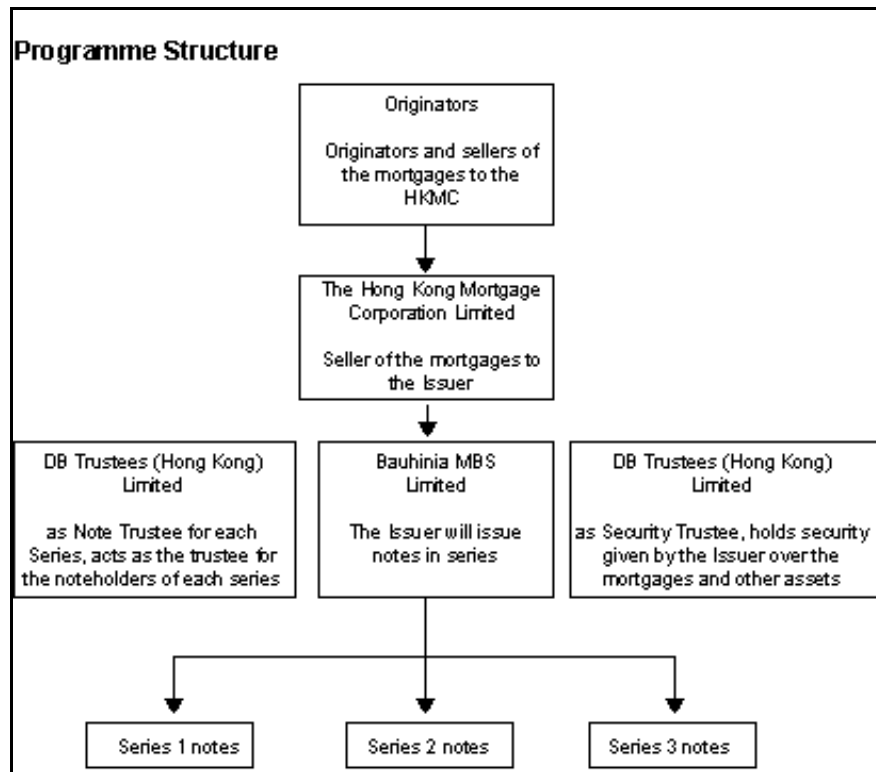 Programme Structure
Originators
Originators and sellers of
the mortgages to the
HKMC
The Hong Kong Mortgage
Corporation Limited
Seller of the mortgages to
the Issuer
DB Trustees (Hong Kong)
Limited
as Note Trustee for each
Series, acts as the trustee for
the noteholders of each series
Bauhinia MBS
Limited
The Issuer will issue
notes in series
DB Trustees (Hong Kong)
Limited
as Security Trustee, holds security
given by the Issuer over the
mortgages and other assets
Series 1 notes
Series 2 notes
Series 3 notes